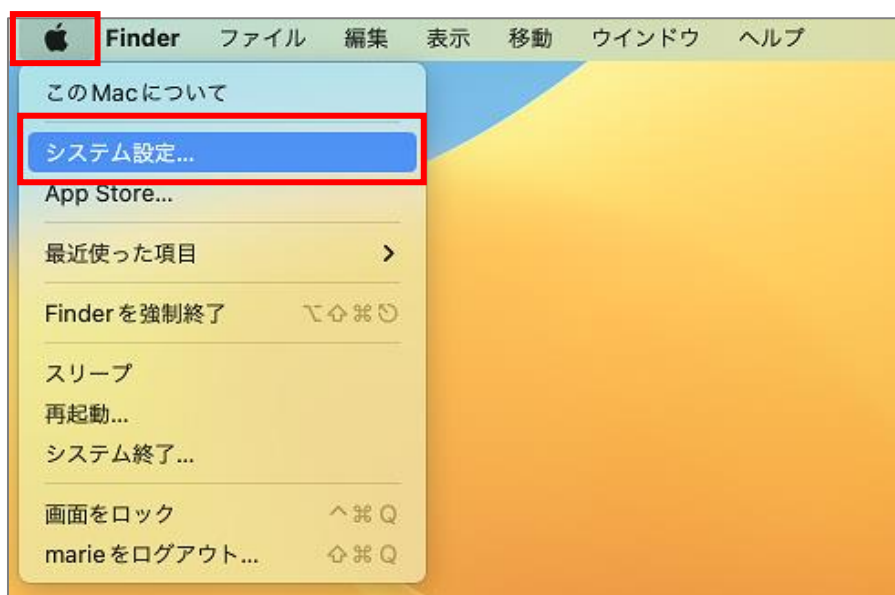 Finder ファイル 編集 表示 移動 ウインドウ ヘルプ
このMacについて
システム設定...
App Store...
最近使った項目
Finderを強制終了 ⌥⇧⌘⎋
スリープ
再起動...
システム終了...
画面をロック ^⌘Q
marieをログアウト... ⇧⌘Q